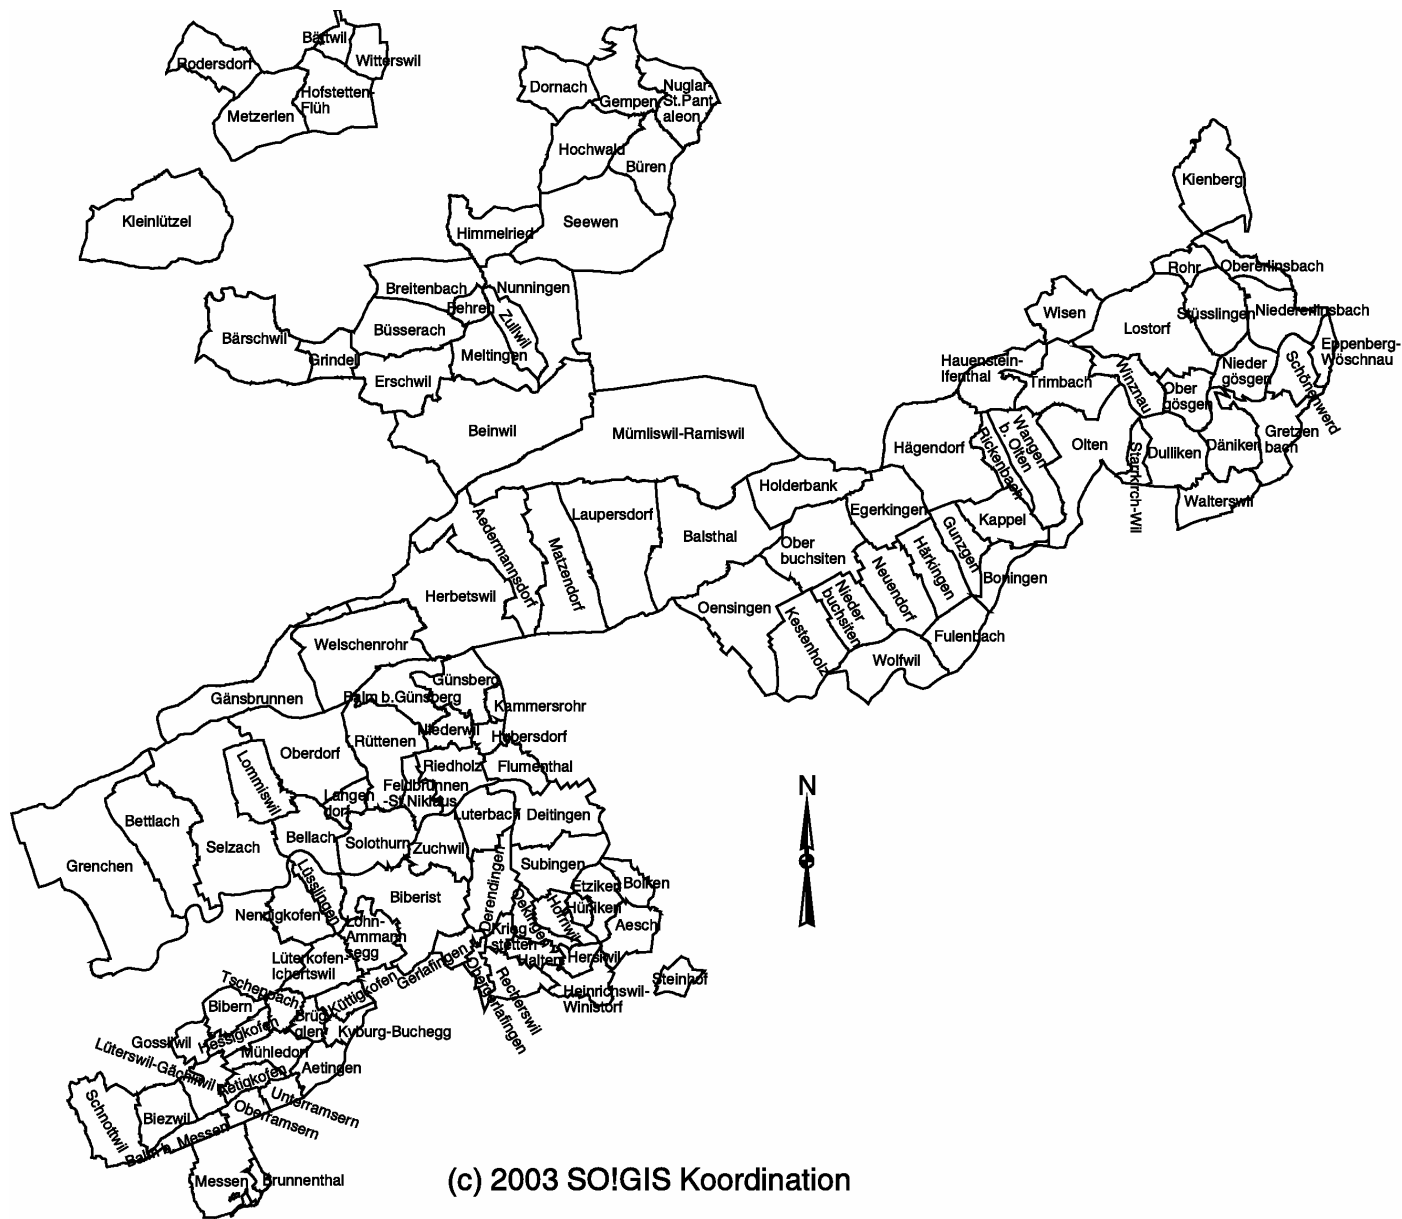 Bättwil
Rodersdorf
Witterswil
Hofstetten-
Flüh
Metzerlen
Dornach
Gempen
Nuglar-
St.Pant
aleon
Hochwald
Büren
Kienberg
Kleinlützel
Himmelried
Seewen
Rohr
Obererlinsbach
Breitenbach
Nunningen
Fehren
Zullwil
Büsserach
Bärschwil
Grindel
Meltingen
Erschwil
Wisen
Lostorf
Stüsslingen
Niedererlinsbach
Eppenberg-
Wöschnau
Hauenstein-
Ifenthal
Trimbach
Winznau
Ober
gösgen
Nieder
gösgen
Schönenwerd
Beinwil
Mümliswil-Ramiswil
Hägendorf
Rickenbach
Wangen
b. Olten
Olten
Starrkirch-Wil
Dulliken
Däniken
Gretzen
bach
Walterswil
Holderbank
Egerkingen
Kappel
Gunzgen
Härkingen
Boningen
Aedermannsdorf
Matzendorf
Laupersdorf
Balsthal
Ober
buchsiten
Neuendorf
Nieder
buchsiten
Oensingen
Kestenholz
Wolfwil
Fulenbach
Herbetswil
Welschenrohr
Gänsbrunnen
Günsberg
Balm b.Günsberg
Kammersrohr
Niederwil
Hubersdorf
Rüttenen
Oberdorf
Lommiswil
Riedholz
Flumenthal
Feldbrunnen
-St.Niklaus
Langen
dorf
Luterbach
Deitingen
Bettlach
Selzach
Bellach
Solothurn
Zuchwil
Grenchen
Lüsslingen
Biberist
Derendingen
Subingen
Etziken
Bolken
Nennigkofen
Lohn-
Ammann
segg
Oekingen
Horriwil
Hüniken
Aeschi
Krieg
stetten
Halten
Hersiwil
Lüterkofen-
Ichertswil
Gerlafingen
Obergerlafingen
Recherswil
Heinrichswil-
Winistorf
Steinhof
Tscheppach
Küttigkofen
Bibern
Brüg
glen
Kyburg-Buchegg
Gosslwil
Hessigkofen
Mühledorf
Lüterswil-Gächliwil
Aetigkofen
Aetingen
Unterramsern
Oberramsern
Schnottwil
Biezwil
Balm b. Messen
Messen
Brunnenthal
N
(c) 2003 SO!GIS Koordination